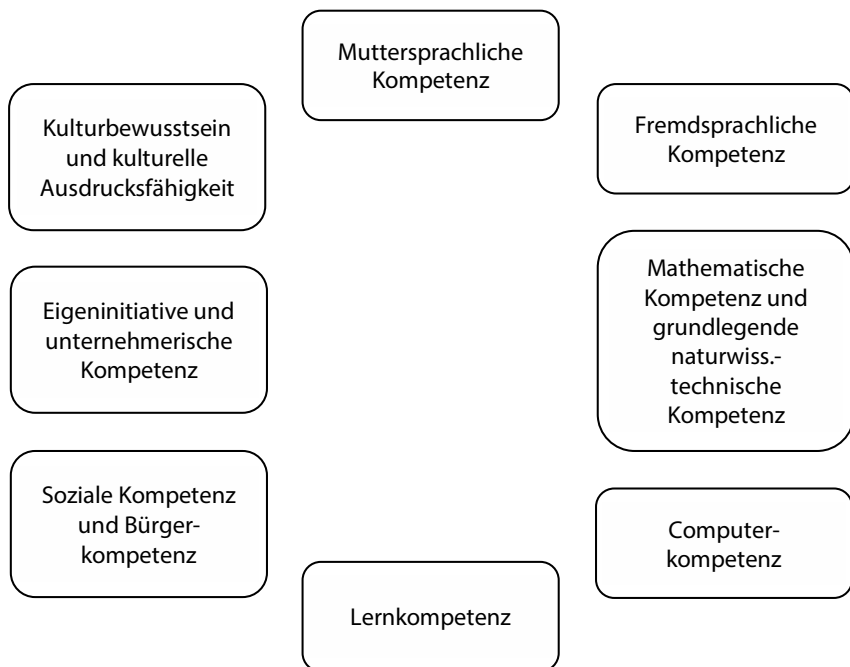 Muttersprachliche
Kompetenz
Fremdsprachliche
Kompetenz
Mathematische
Kompetenz und
grundlegende
naturwiss.-
technische
Kompetenz
Computer-
kompetenz
Lernkompetenz
Soziale Kompetenz
und Bürger-
kompetenz
Eigeninitiative und
unternehmerische
Kompetenz
Kulturbewusstsein
und kulturelle
Ausdrucksfähigkeit